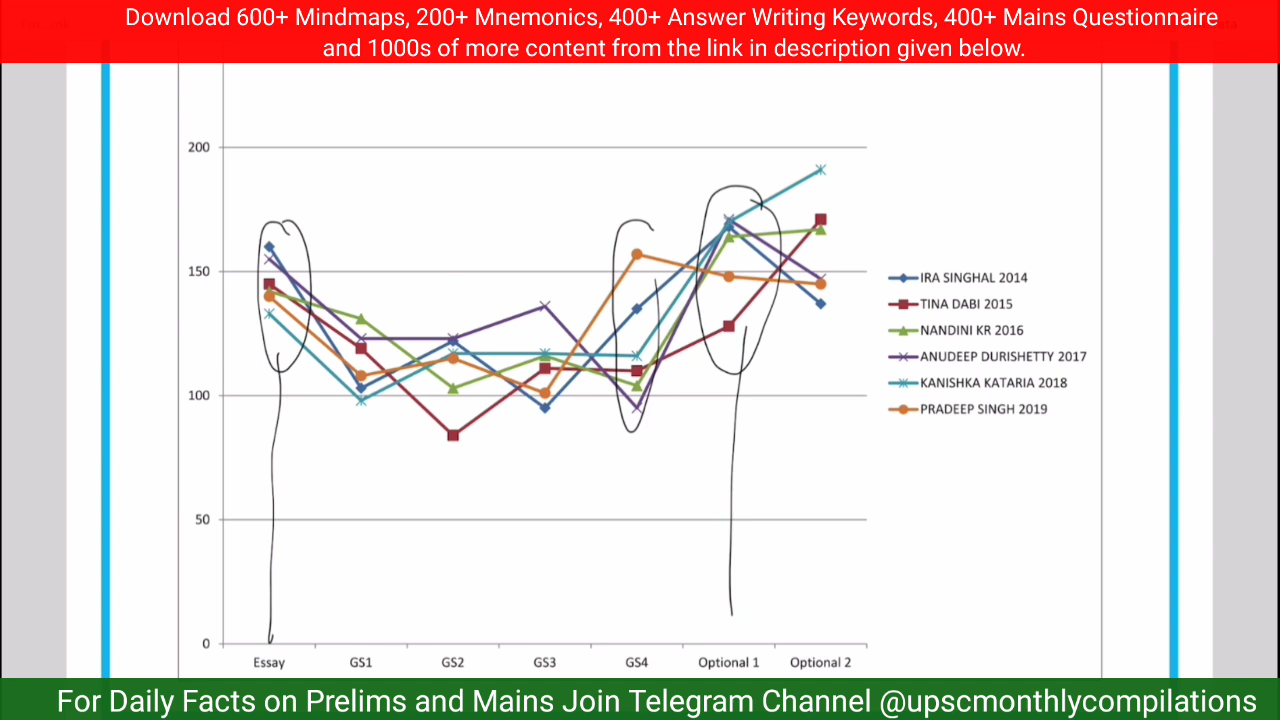 Download 600+ Mindmaps, 200+ Mnemonics, 400+ Answer Writing Keywords, 400+ Mains Questionnaire
and 1000s of more content from the link in description given below.
200
150
100
50
0
Essay GS1 GS2 GS3 GS4 Optional 1 Optional 2
IRA SINGHAL 2014
TINA DABI 2015
NANDINI KR 2016
ANUDEEP DURISHETTY 2017
KANISHKA KATARIA 2018
PRADEEP SINGH 2019
For Daily Facts on Prelims and Mains Join Telegram Channel @upscmonthlycompilations